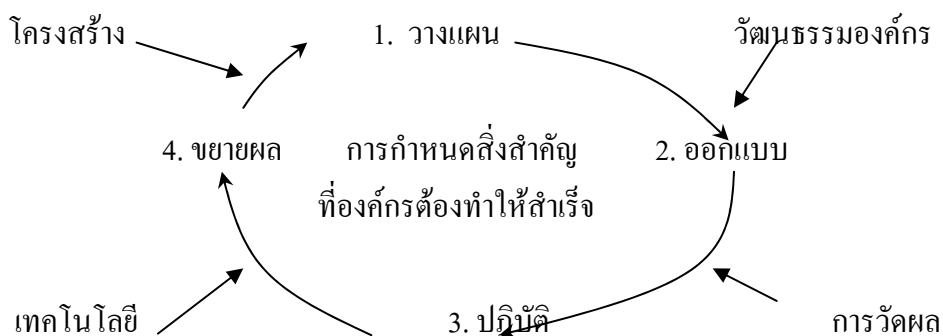 โครงสร้าง 1. วางแผน วัฒนธรรมองค์กร
4. ขยายผล การกำหนดสิ่งสำคัญ 2. ออกแบบ
ที่องค์กรต้องทำให้สำเร็จ
เทคโนโลยี 3. ปฏิบัติ การวัดผล